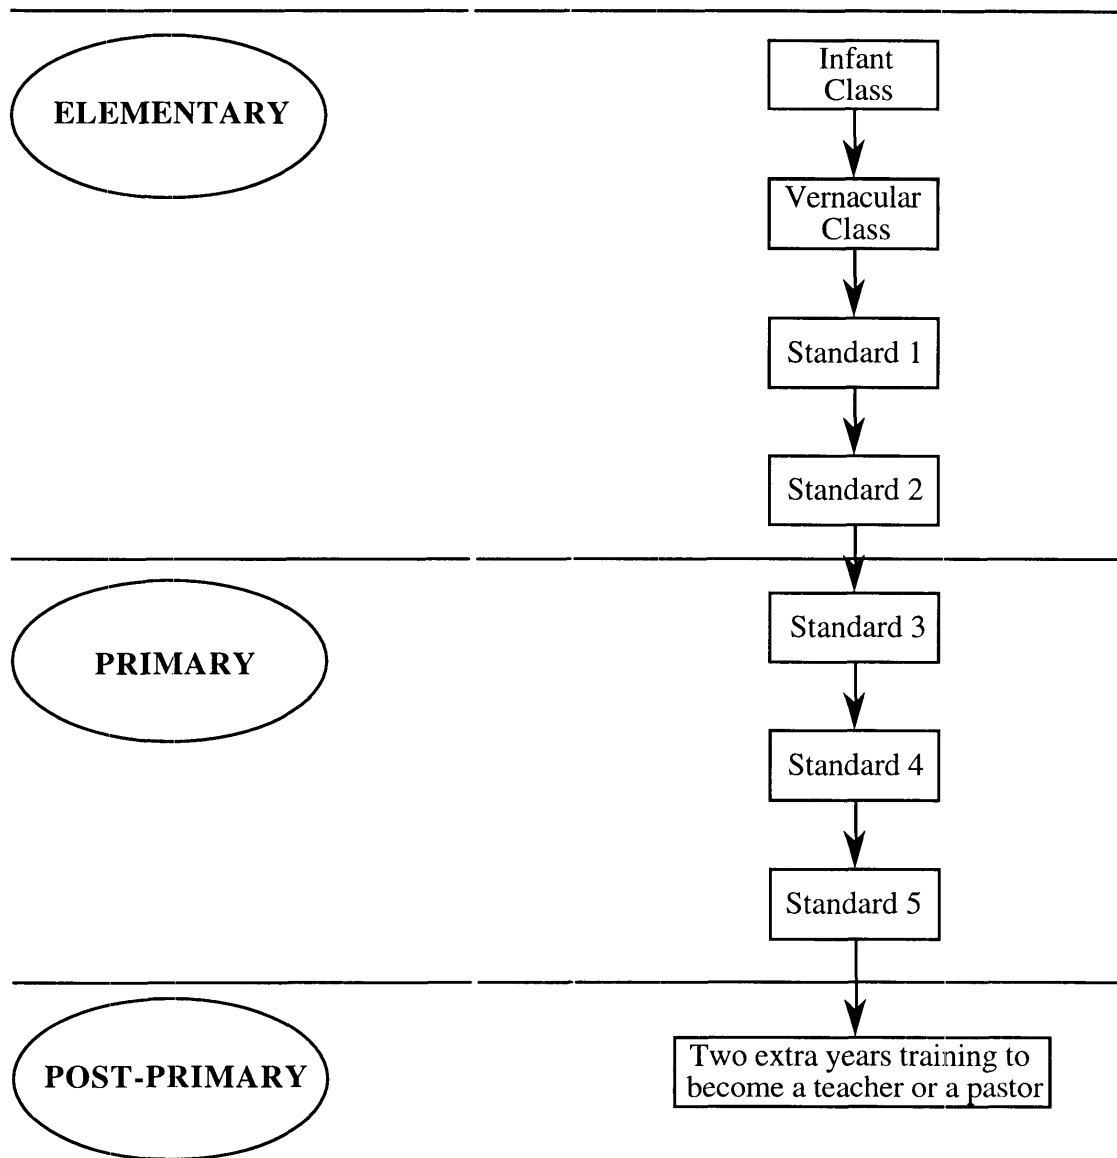 ELEMENTARY
Infant
Class
Vernacular
Class
Standard 1
Standard 2
PRIMARY
Standard 3
Standard 4
Standard 5
POST-PRIMARY
Two extra years training to
become a teacher or a pastor